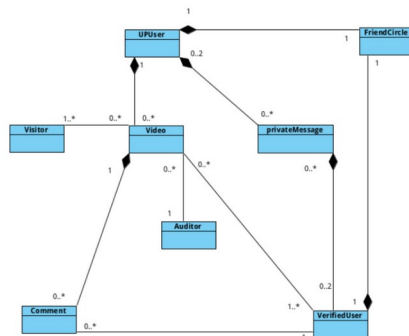 1
UPUser
FriendCircle
1
0..2
1
1
1..*
0..*
0..*
0..*
Visitor
Video
privateMessage
1
0..*
0..*
0..*
0..*
1
Auditor
0..*
0..2
1..*
1
Comment
VerifiedUser
0..*